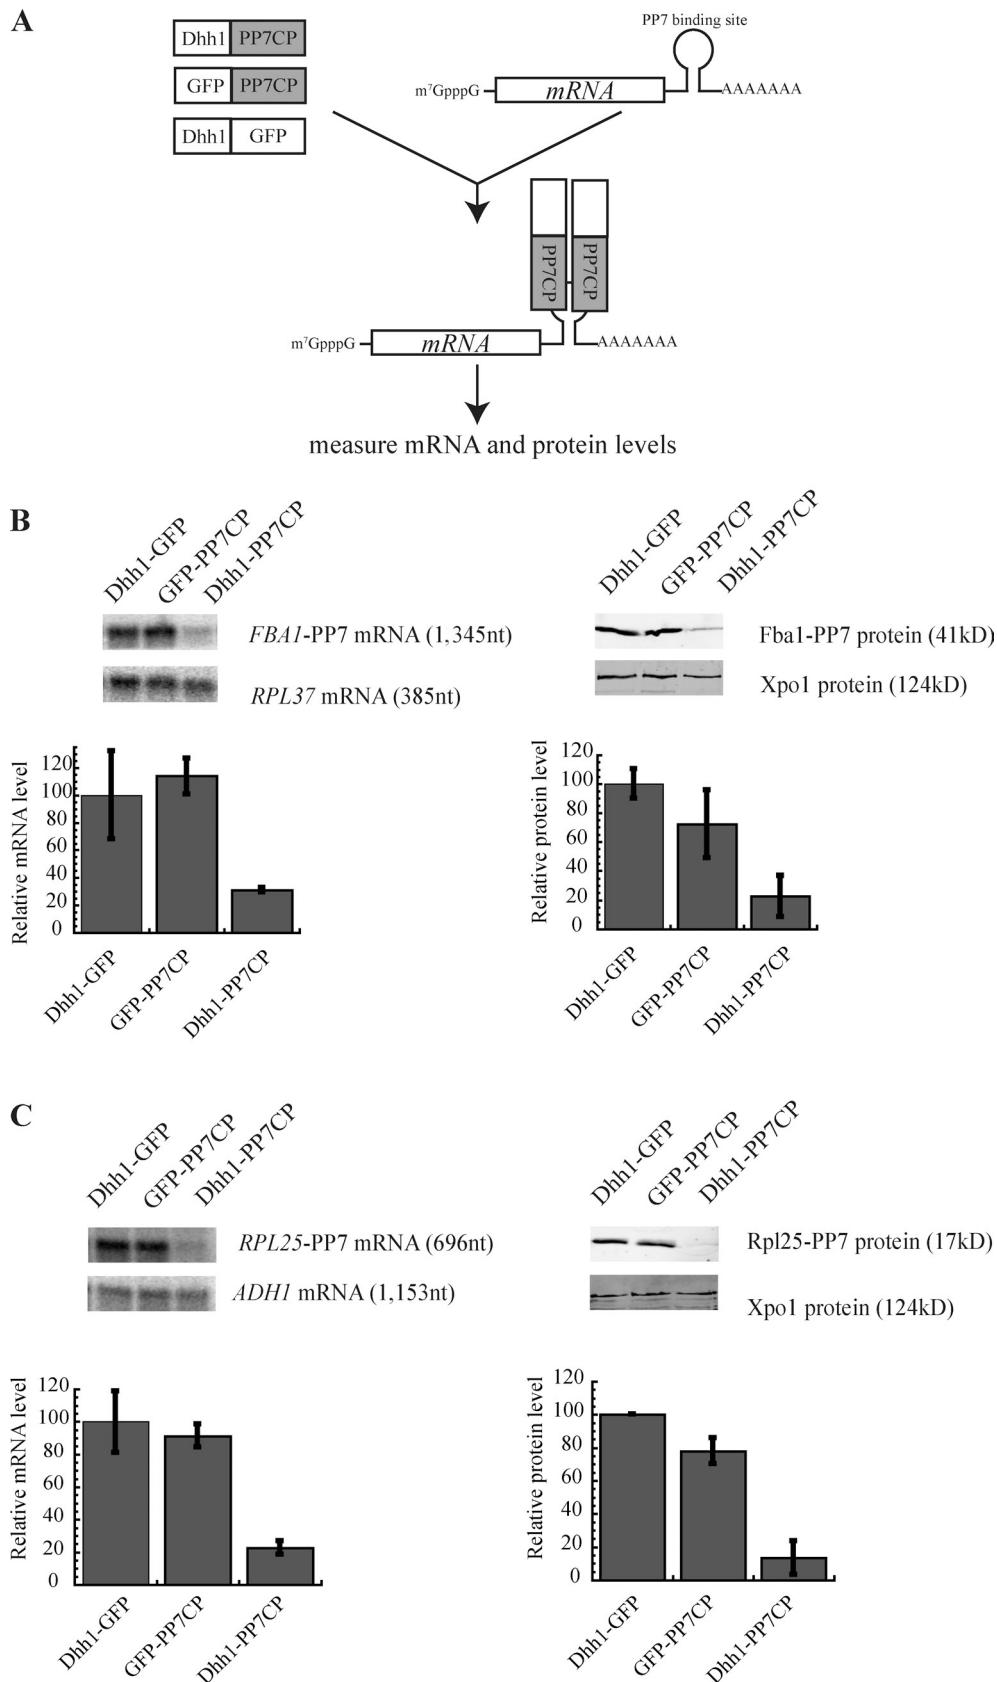 A
Dhh1 PP7CP
GFP PP7CP
Dhh1 GFP
PP7 binding site
m⁷GpppG mRNA AAAAAAA
PP7CP PP7CP
m⁷GpppG mRNA AAAAAAA
measure mRNA and protein levels
B
Dhh1-GFP
GFP-PP7CP
Dhh1-PP7CP
FBA1-PP7 mRNA (1,345nt)
RPL37 mRNA (385nt)
Relative mRNA level
120
100
80
60
40
20
0
Dhh1-GFP
GFP-PP7CP
Dhh1-PP7CP
Dhh1-GFP
GFP-PP7CP
Dhh1-PP7CP
Fba1-PP7 protein (41kD)
Xpo1 protein (124kD)
Relative protein level
120
100
80
60
40
20
0
Dhh1-GFP
GFP-PP7CP
Dhh1-PP7CP
C
Dhh1-GFP
GFP-PP7CP
Dhh1-PP7CP
RPL25-PP7 mRNA (696nt)
ADH1 mRNA (1,153nt)
Relative mRNA level
120
100
80
60
40
20
0
Dhh1-GFP
GFP-PP7CP
Dhh1-PP7CP
Dhh1-GFP
GFP-PP7CP
Dhh1-PP7CP
Rpl25-PP7 protein (17kD)
Xpo1 protein (124kD)
Relative protein level
120
100
80
60
40
20
0
Dhh1-GFP
GFP-PP7CP
Dhh1-PP7CP